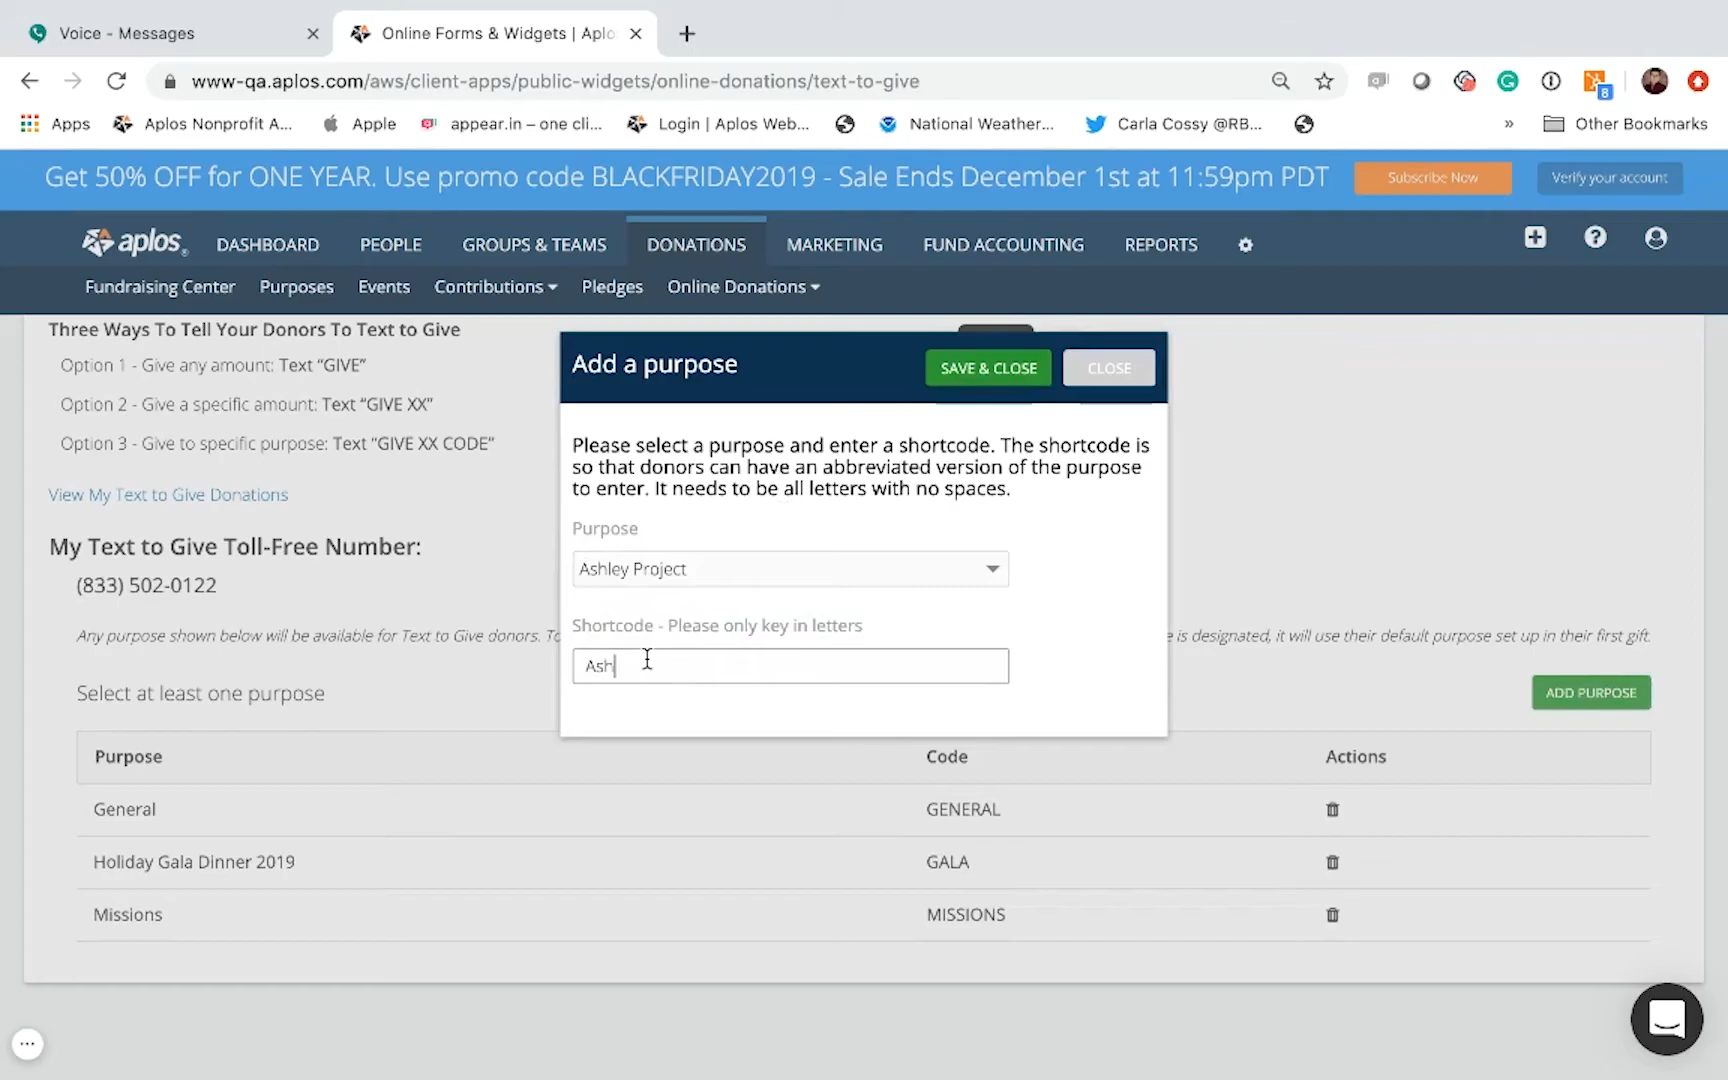 Voice - Messages
Online Forms & Widgets | Aplo
www-qa.aplos.com/aws/client-apps/public-widgets/online-donations/text-to-give
8
Apps
Aplos Nonprofit A...
Apple
appear.in – one cli...
Login | Aplos Web...
National Weather...
Carla Cossy @RB...
»
Other Bookmarks
Get 50% OFF for ONE YEAR. Use promo code BLACKFRIDAY2019 - Sale Ends December 1st at 11:59pm PDT
Subscribe Now
Verify your account
aplos
DASHBOARD
PEOPLE
GROUPS & TEAMS
DONATIONS
MARKETING
FUND ACCOUNTING
REPORTS
Fundraising Center
Purposes
Events
Contributions
Pledges
Online Donations
Three Ways To Tell Your Donors To Text to Give
Option 1 - Give any amount: Text “GIVE”
Option 2 - Give a specific amount: Text “GIVE XX”
Option 3 - Give to specific purpose: Text “GIVE XX CODE”
View My Text to Give Donations
My Text to Give Toll-Free Number:
(833) 502-0122
Any purpose shown below will be available for Text to Give donors. To
e is designated, it will use their default purpose set up in their first gift.
Add a purpose
SAVE & CLOSE
CLOSE
Please select a purpose and enter a shortcode. The shortcode is
so that donors can have an abbreviated version of the purpose
to enter. It needs to be all letters with no spaces.
Purpose
Ashley Project
Shortcode - Please only key in letters
Ash
Select at least one purpose
ADD PURPOSE
Purpose
Code
Actions
General
GENERAL
Holiday Gala Dinner 2019
GALA
Missions
MISSIONS